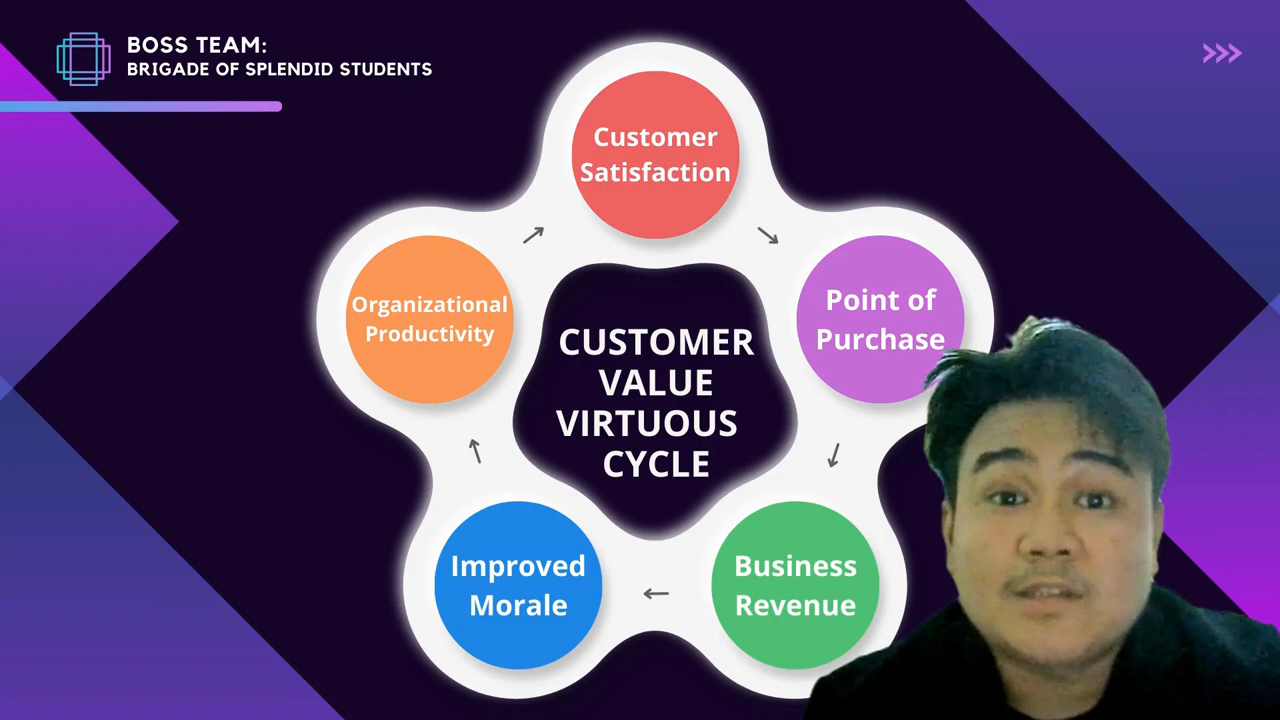 BOSS TEAM:
BRIGADE OF SPLENDID STUDENTS
Customer
Satisfaction
Organizational
Productivity
Point of
Purchase
CUSTOMER
VALUE
VIRTUOUS
CYCLE
Improved
Morale
Business
Revenue